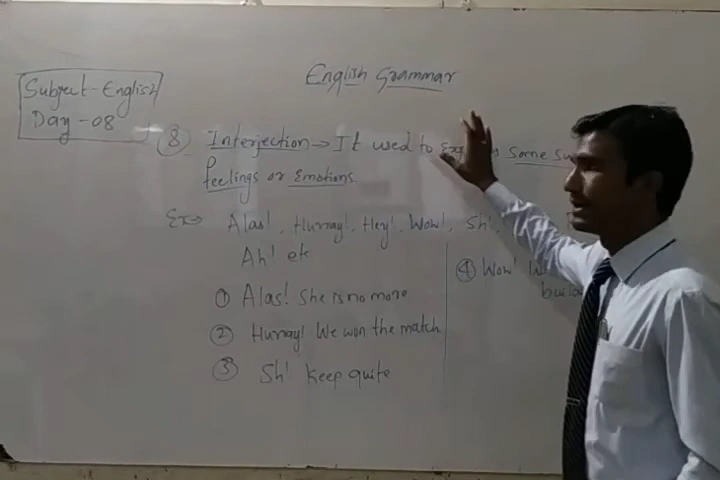 English Grammar
Subject - English
Day - 08
8 Interjection → It used to some
feelings or Emotions
Ex → Alas!, Hurray!, Hey!, Wow!, Sh!,
Ah! etc
① Alas! She is no more
② Hurray! We won the match
③ Sh! Keep quite
④ Wow!